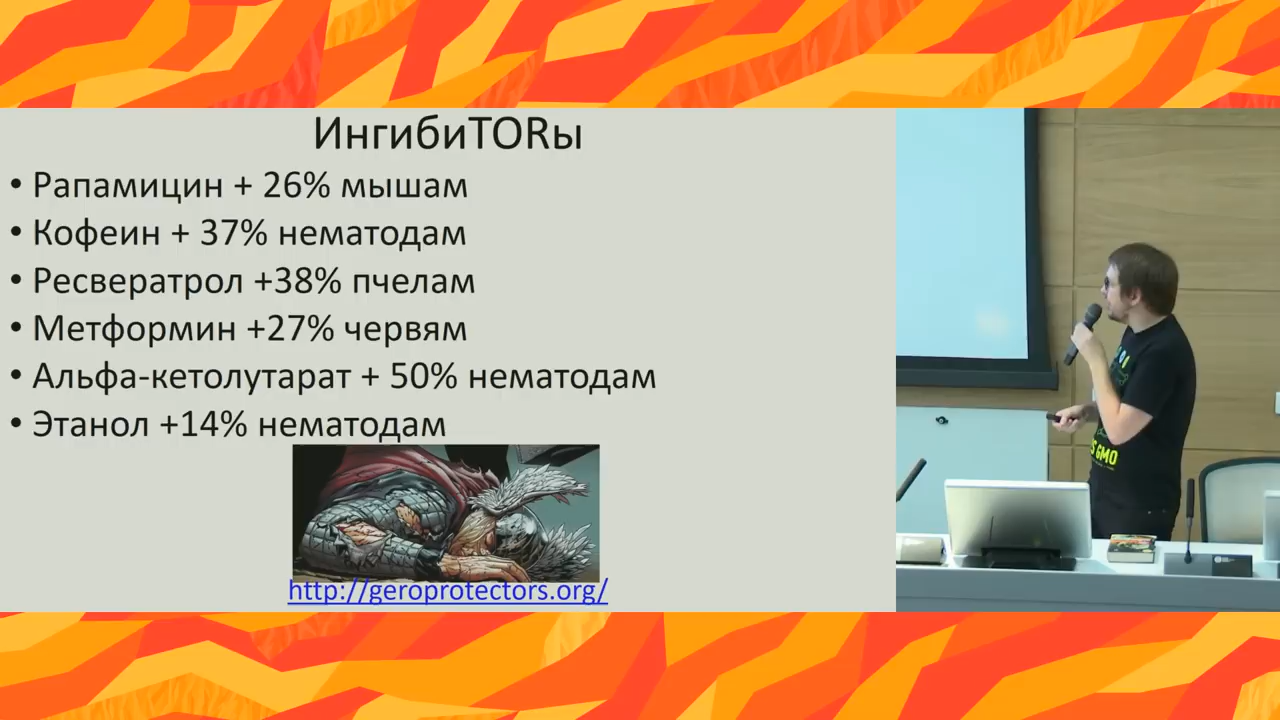 ИнгибиTORы
• Рапамицин + 26% мышам
• Кофеин + 37% нематодам
• Ресвератрол +38% пчелам
• Метформин +27% червям
• Альфа-кетолутарат + 50% нематодам
• Этанол +14% нематодам
http://geroprotectors.org/
GMO